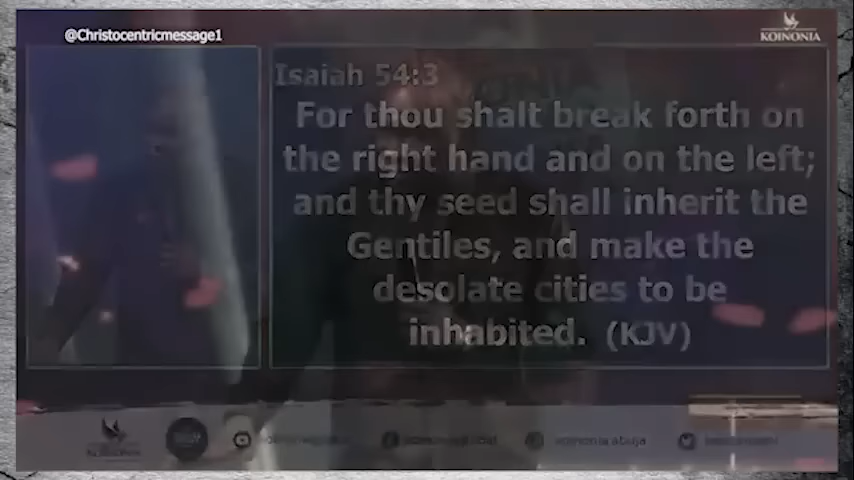 @Christocentricmessage1
KOINONIA
Isaiah 54:3
For thou shalt break forth on
the right hand and on the left;
and thy seed shall inherit the
Gentiles, and make the
desolate cities to be
inhabited. (KJV)
KOINONIA
koinonia abuja